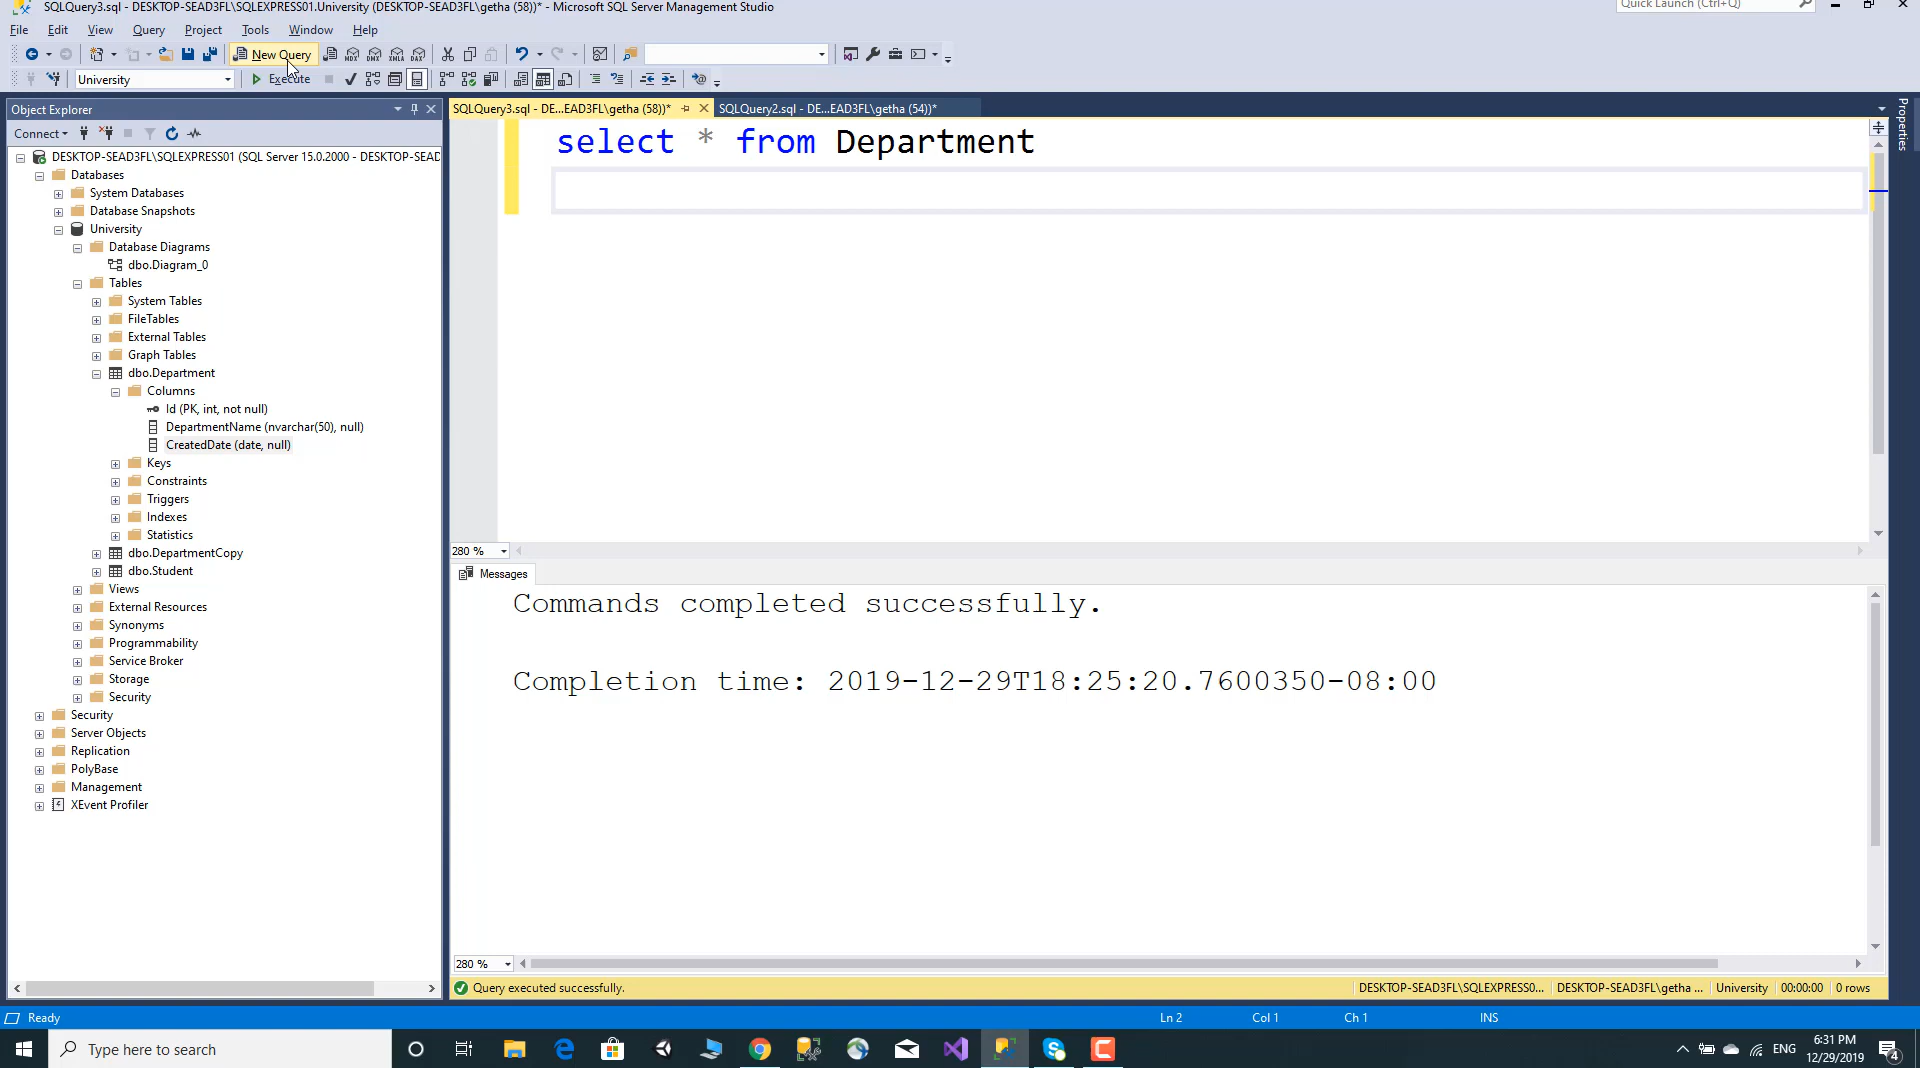 SQLQuery3.sql - DESKTOP-SEAD3FL\SQLEXPRESS01.University (DESKTOP-SEAD3FL\getha (58))* - Microsoft SQL Server Management Studio
Quick Launch (Ctrl+Q)
File Edit View Query Project Tools Window Help
New Query
University
Execute
Object Explorer
SQLQuery3.sql - DE...EAD3FL\getha (58))*
SQLQuery2.sql - DE...EAD3FL\getha (54))*
Properties
Connect
DESKTOP-SEAD3FL\SQLEXPRESS01 (SQL Server 15.0.2000 - DESKTOP-SEAD
Databases
System Databases
Database Snapshots
University
Database Diagrams
dbo.Diagram_0
Tables
System Tables
FileTables
External Tables
Graph Tables
dbo.Department
Columns
Id (PK, int, not null)
DepartmentName (nvarchar(50), null)
CreatedDate (date, null)
Keys
Constraints
Triggers
Indexes
Statistics
dbo.DepartmentCopy
dbo.Student
Views
External Resources
Synonyms
Programmability
Service Broker
Storage
Security
Security
Server Objects
Replication
PolyBase
Management
XEvent Profiler
select * from Department
280 %
Messages
Commands completed successfully.
Completion time: 2019-12-29T18:25:20.7600350-08:00
280 %
Query executed successfully.
DESKTOP-SEAD3FL\SQLEXPRESS0...
DESKTOP-SEAD3FL\getha ...
University
00:00:00
0 rows
Ready
Ln 2
Col 1
Ch 1
INS
Type here to search
ENG
6:31 PM
12/29/2019
4